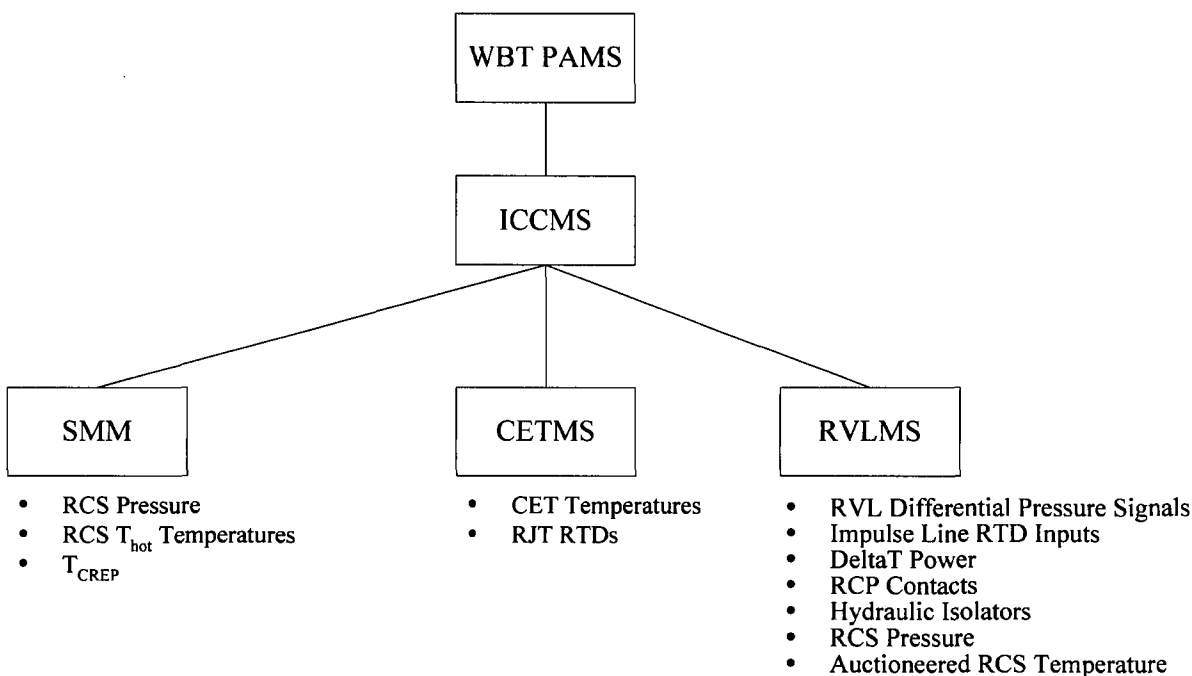 WBT PAMS
ICCMS
SMM
CETMS
RVLMS
• RCS Pressure
• RCS T_hot Temperatures
• T_CREP
• CET Temperatures
• RJT RTDs
• RVL Differential Pressure Signals
• Impulse Line RTD Inputs
• DeltaT Power
• RCP Contacts
• Hydraulic Isolators
• RCS Pressure
• Auctioneered RCS Temperature